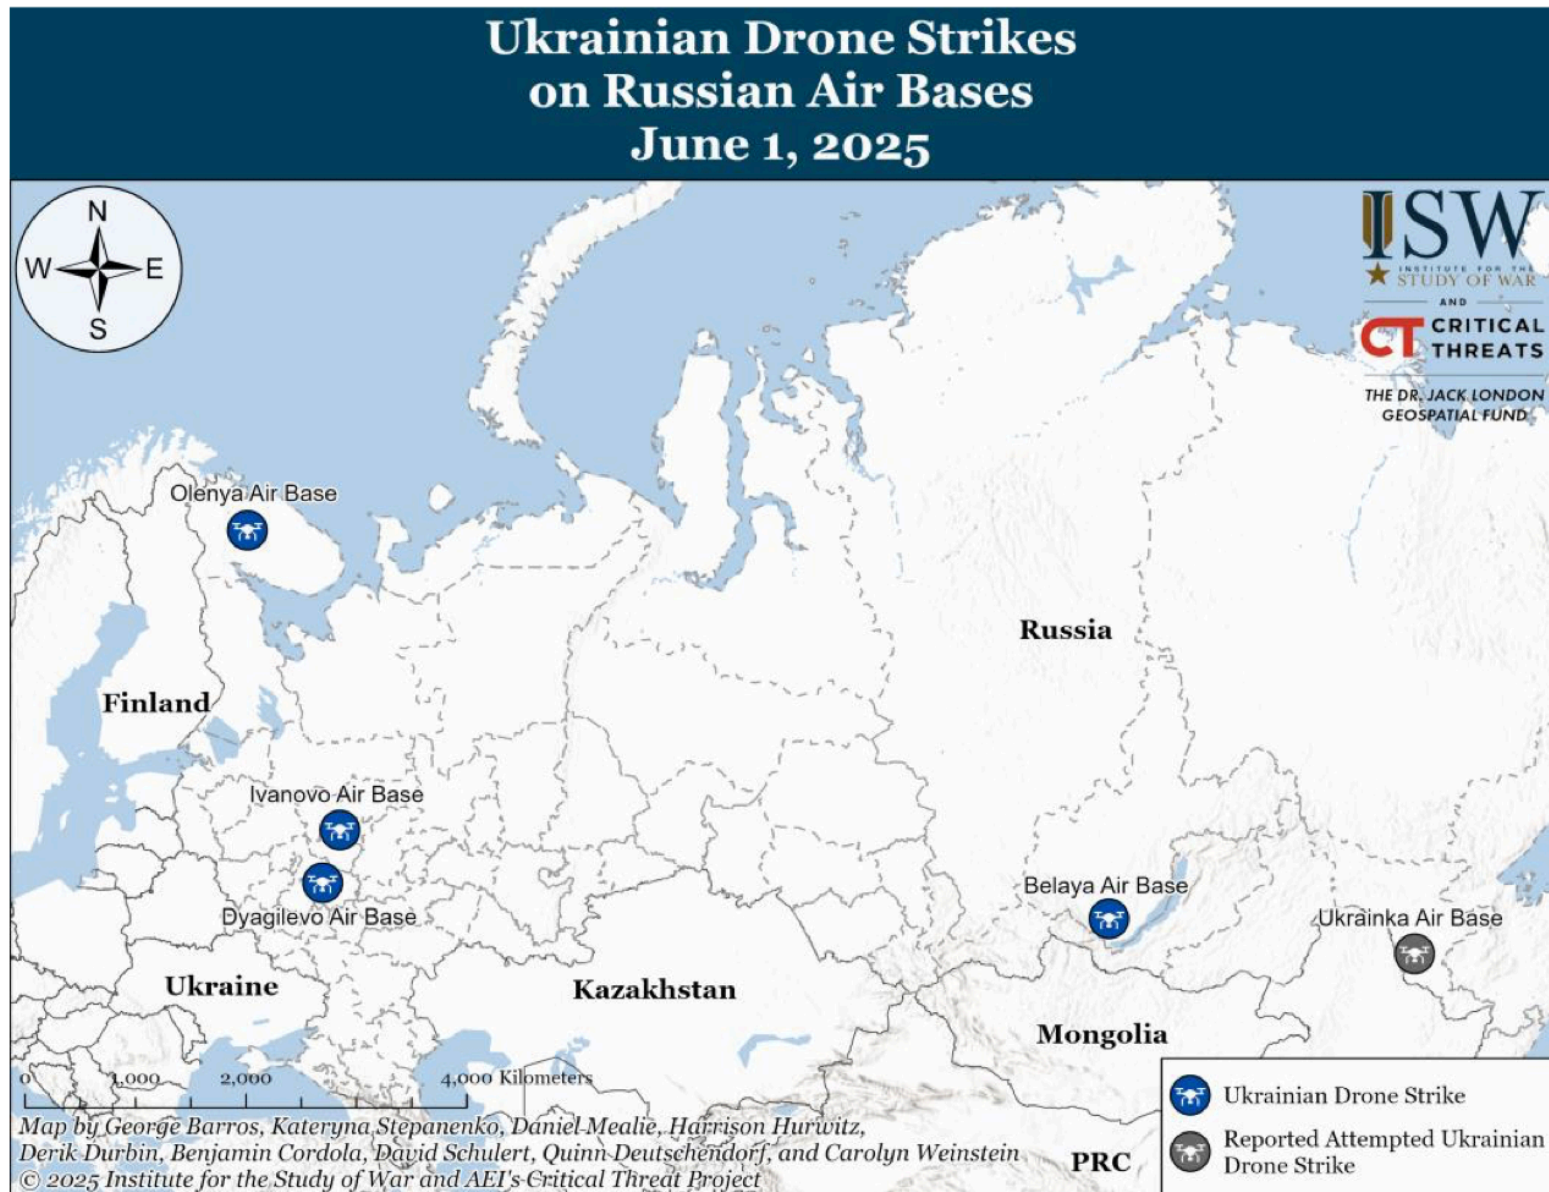 Ukrainian Drone Strikes
on Russian Air Bases
June 1, 2025
N
W E
S
ISW
INSTITUTE FOR THE
STUDY OF WAR
AND
CT CRITICAL
THREATS
THE DR. JACK LONDON
GEOSPATIAL FUND
Olenya Air Base
Russia
Finland
Ivanovo Air Base
Dyagilevo Air Base
Belaya Air Base
Ukrainka Air Base
Ukraine
Kazakhstan
Mongolia
PRC
0 1,000 2,000 4,000 Kilometers
Map by George Barros, Kateryna Stepanenko, Daniel Mealie, Harrison Hurwitz,
Derik Durbin, Benjamin Cordola, David Schulert, Quinn Deutschendorf, and Carolyn Weinstein
© 2025 Institute for the Study of War and AEI's Critical Threat Project
Ukrainian Drone Strike
Reported Attempted Ukrainian
Drone Strike